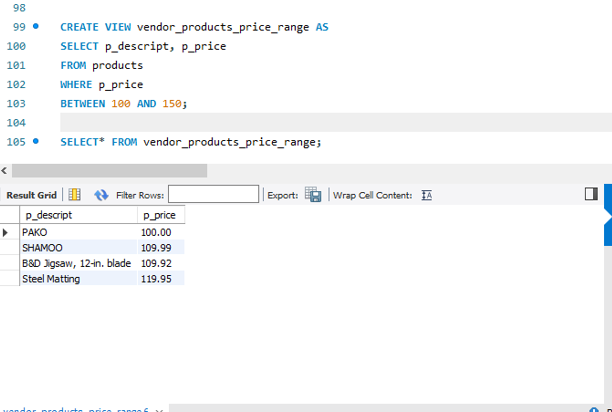 98
99 CREATE VIEW vendor_products_price_range AS
100 SELECT p_descript, p_price
101 FROM products
102 WHERE p_price
103 BETWEEN 100 AND 150;
104
105 SELECT* FROM vendor_products_price_range;
Result Grid Filter Rows: Export: Wrap Cell Content:
p_descript p_price
PAKO 100.00
SHAMOO 109.99
B&D Jigsaw, 12-in. blade 109.92
Steel Matting 119.95